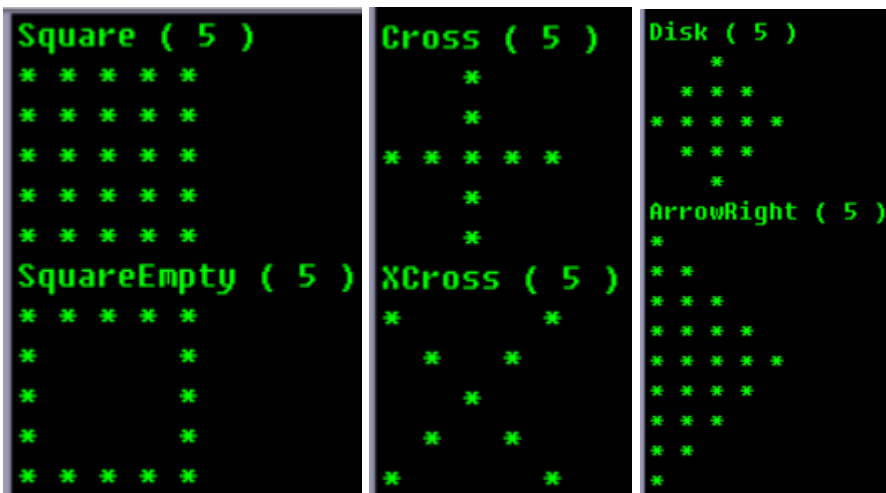 Square ( 5 )
* * * * *
* * * * *
* * * * *
* * * * *
* * * * *
SquareEmpty ( 5 )
* * * * *
*       *
*       *
*       *
* * * * *
Cross ( 5 )
    *
    *
* * * * *
    *
    *
XCross ( 5 )
*       *
  *   *
    *
  *   *
*       *
Disk ( 5 )
    *
  * * *
* * * * *
  * * *
    *
ArrowRight ( 5 )
*
* *
* * *
* * * *
* * * * *
* * * *
* * *
* *
*